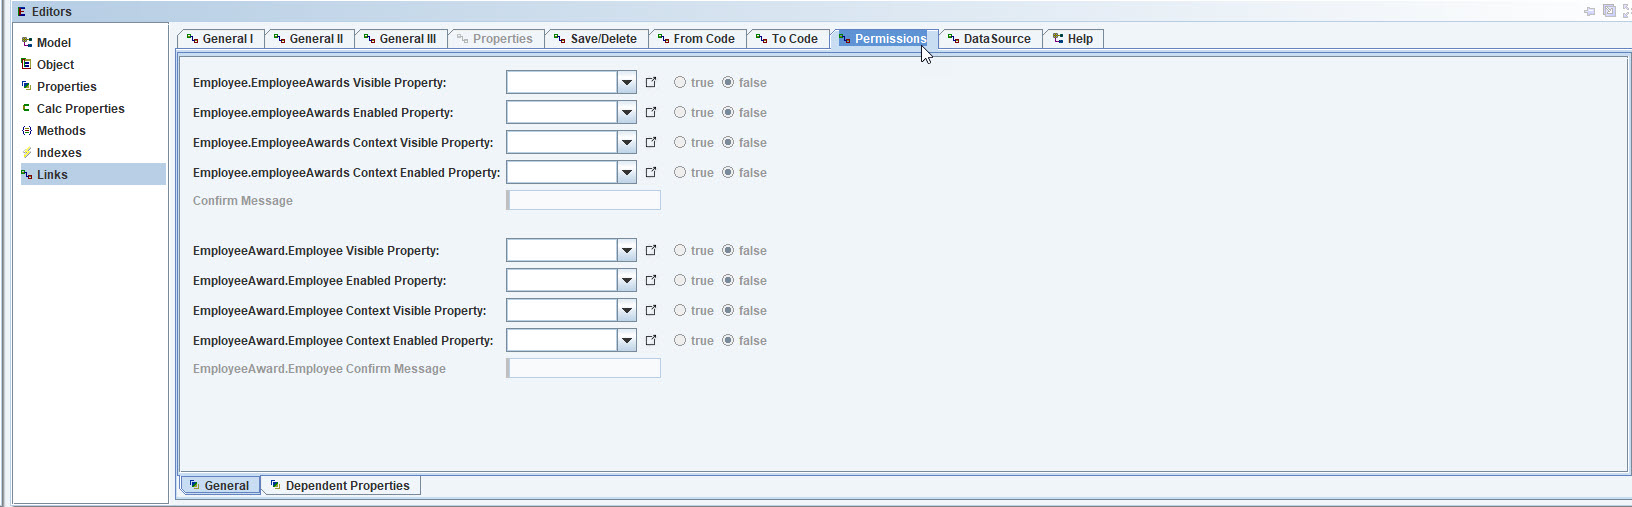 Editors
Model
Object
Properties
Calc Properties
Methods
Indexes
Links
General I General II General III Properties Save/Delete From Code To Code Permissions DataSource Help
Employee.EmployeeAwards Visible Property: true false
Employee.employeeAwards Enabled Property: true false
Employee.EmployeeAwards Context Visible Property: true false
Employee.employeeAwards Context Enabled Property: true false
Confirm Message
EmployeeAward.Employee Visible Property: true false
EmployeeAward.Employee Enabled Property: true false
EmployeeAward.Employee Context Visible Property: true false
EmployeeAward.Employee Context Enabled Property: true false
EmployeeAward.Employee Confirm Message
General Dependent Properties